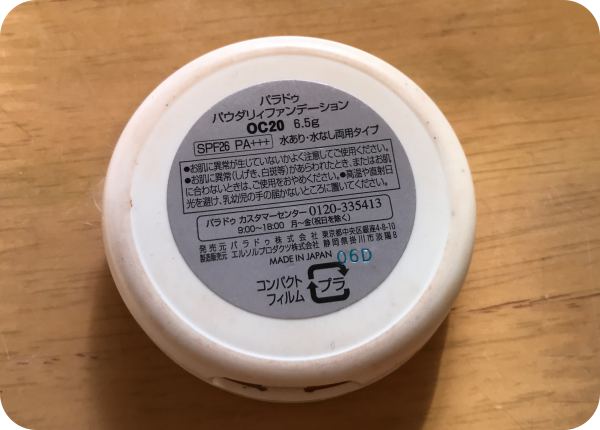 パラドゥ
パウダリィファンデーション
OC20 6.5g
SPF26 PA+++ 水あり・水なし両用タイプ
●お肌に異常が生じていないかよく注意してご使用ください。
●お肌に異常(しげき、白斑等)があらわれたとき、またはお肌
に合わないときは、ご使用をおやめください。●高温や直射日
光を避け、乳幼児の手の届かないところに置いてください。
パラドゥ カスタマーセンター 0120-335413
9:00~18:00 月~金(祝日を除く)
発売元 パラドゥ株式会社 東京都中央区銀座4-8-10
製造販売元 エルソルプロダクツ株式会社 静岡県掛川市淡陽8
MADE IN JAPAN 06D
コンパクト
フィルム
プラ